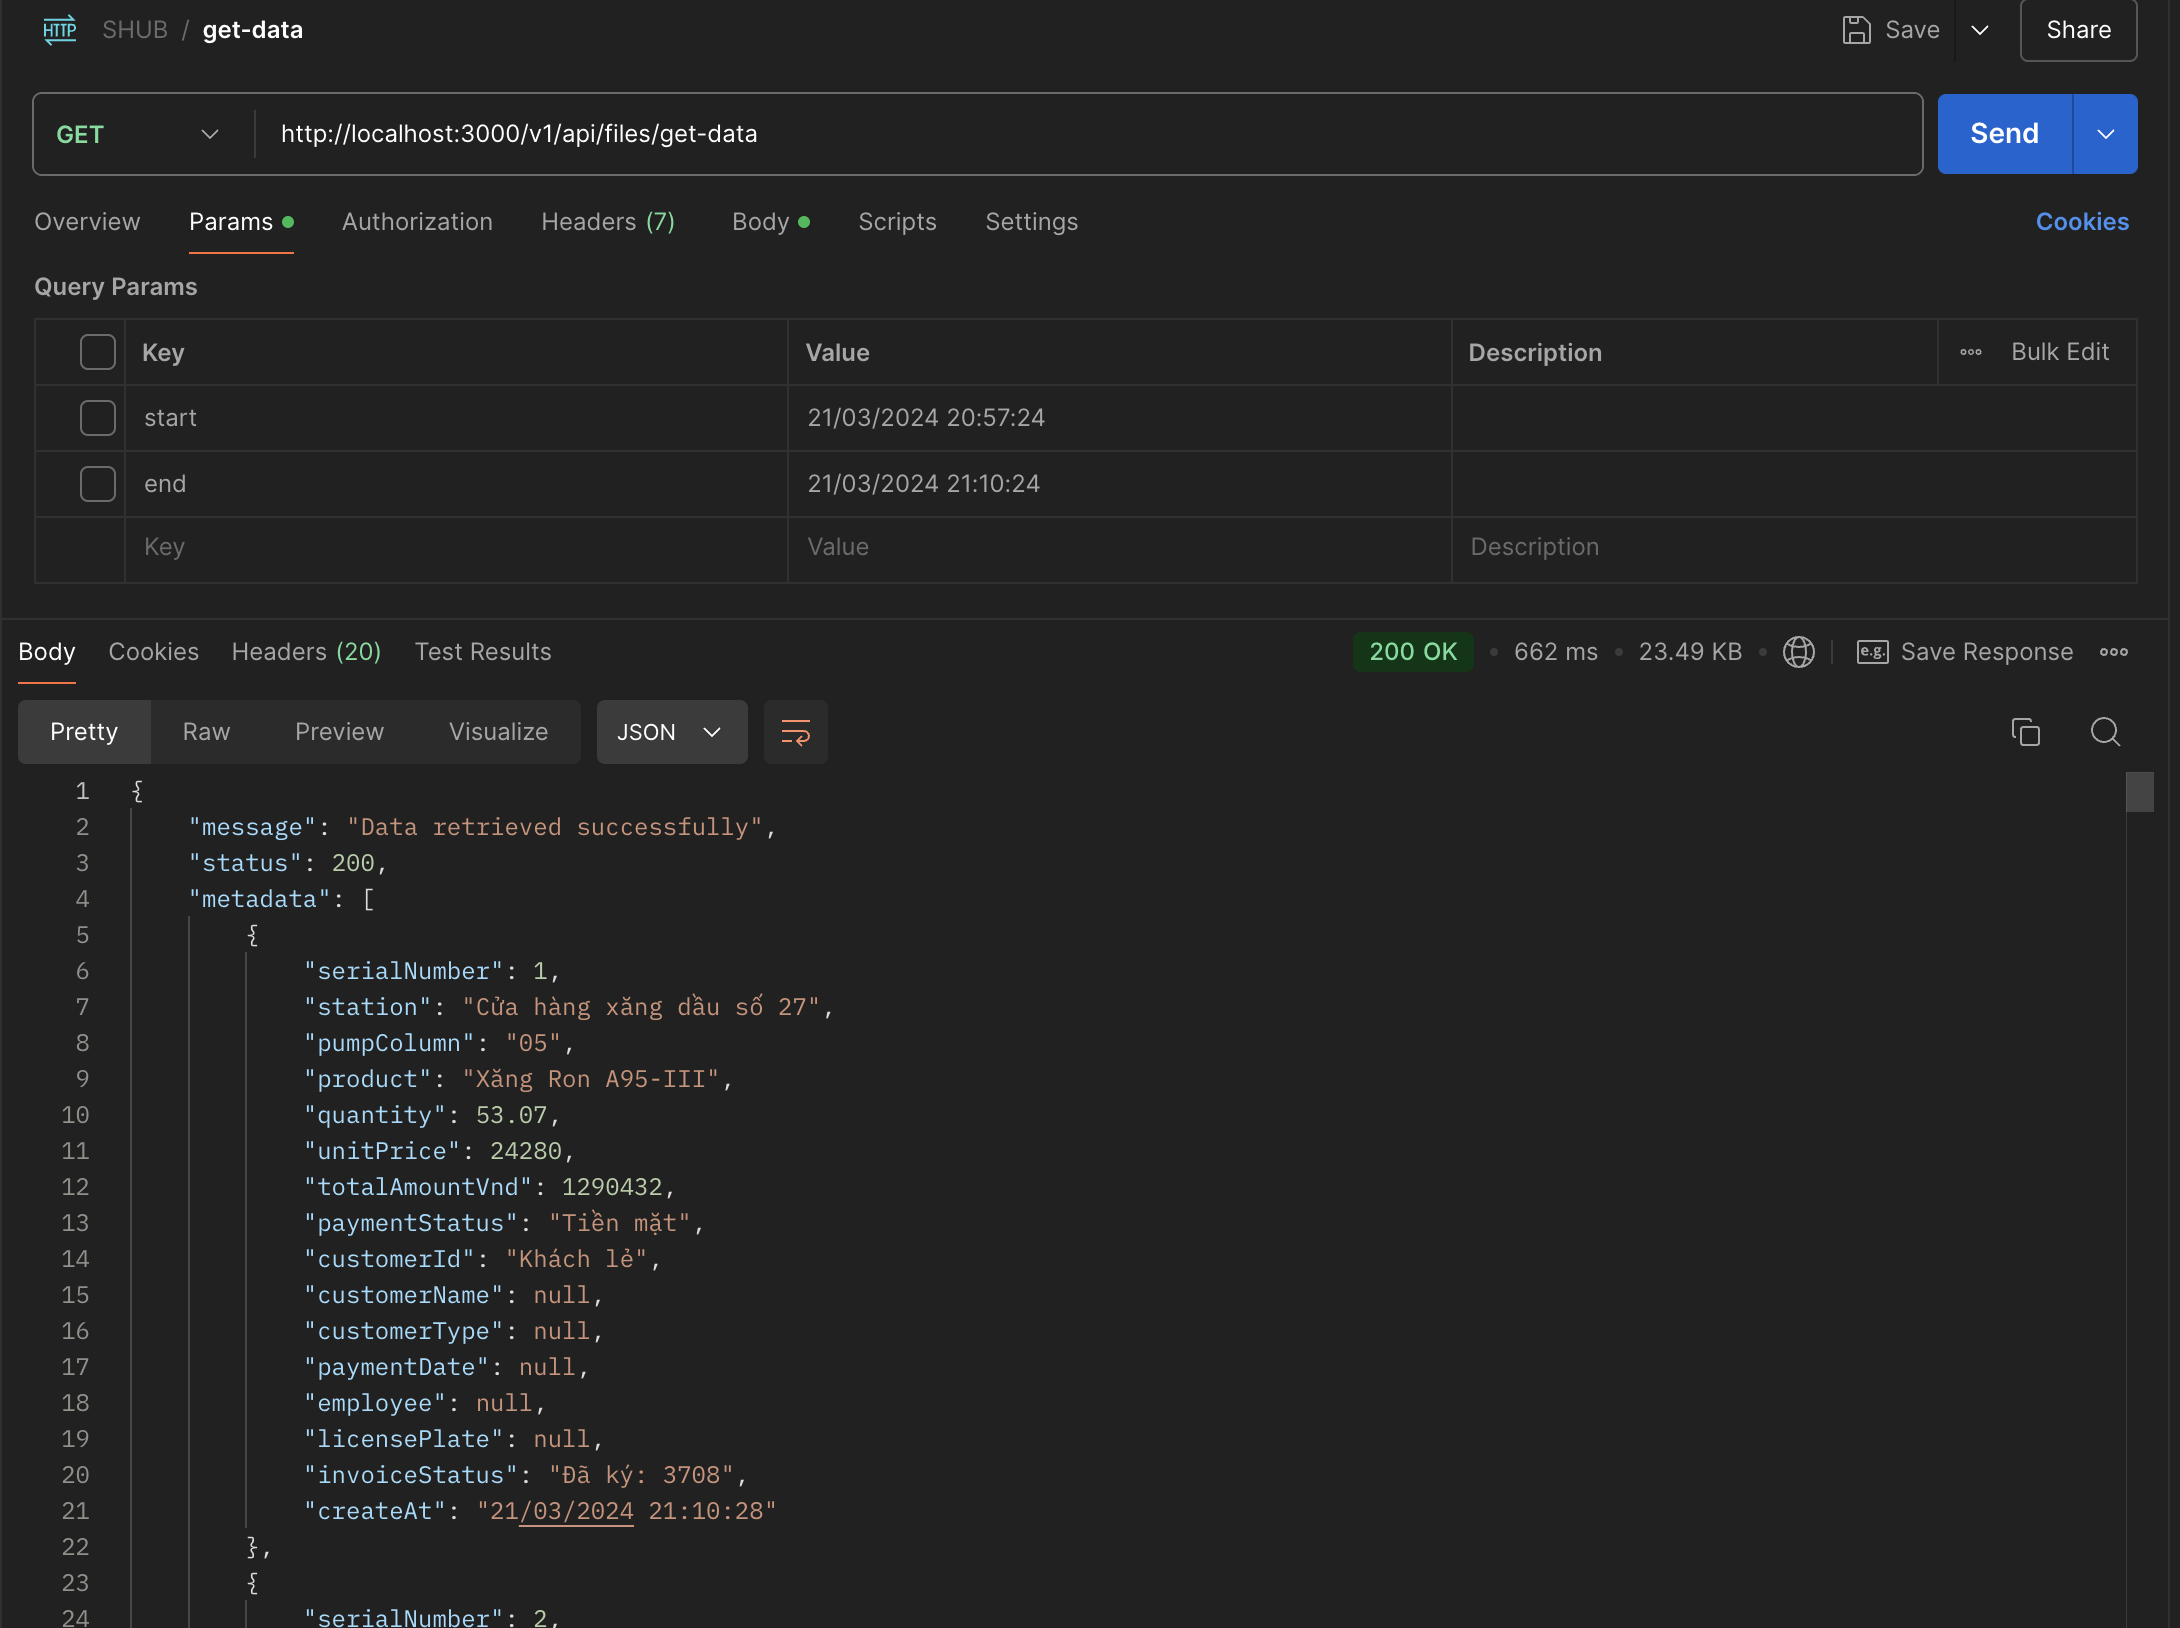 HTTP SHUB / get-data Save Share
GET http://localhost:3000/v1/api/files/get-data Send
Overview Params Authorization Headers (7) Body Scripts Settings Cookies
Query Params
Key Value Description Bulk Edit
start 21/03/2024 20:57:24
end 21/03/2024 21:10:24
Key Value Description
Body Cookies Headers (20) Test Results 200 OK • 662 ms • 23.49 KB • e.g. Save Response
Pretty Raw Preview Visualize JSON
1 {
2 "message": "Data retrieved successfully",
3 "status": 200,
4 "metadata": [
5 {
6 "serialNumber": 1,
7 "station": "Cửa hàng xăng dầu số 27",
8 "pumpColumn": "05",
9 "product": "Xăng Ron A95-III",
10 "quantity": 53.07,
11 "unitPrice": 24280,
12 "totalAmountVnd": 1290432,
13 "paymentStatus": "Tiền mặt",
14 "customerId": "Khách lẻ",
15 "customerName": null,
16 "customerType": null,
17 "paymentDate": null,
18 "employee": null,
19 "licensePlate": null,
20 "invoiceStatus": "Đã ký: 3708",
21 "createAt": "21/03/2024 21:10:28"
22 },
23 {
24 "serialNumber": 2,